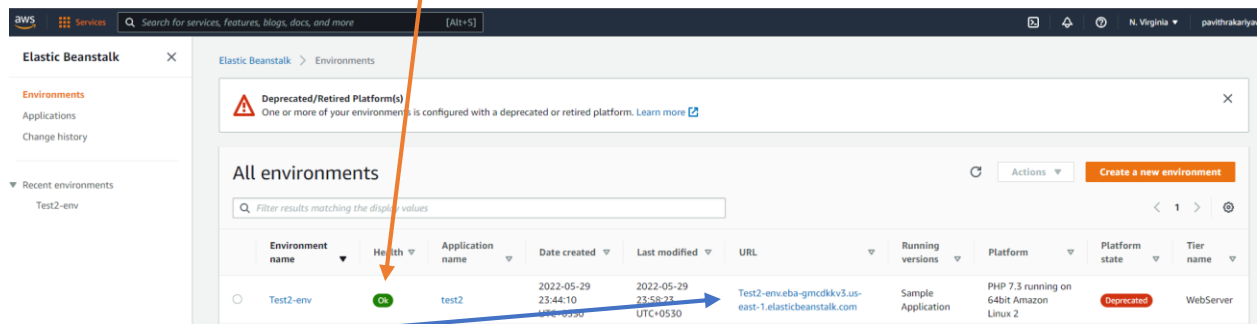 aws Services Search for services, features, blogs, docs, and more [Alt+S] N. Virginia pavithrakariyav
Elastic Beanstalk
Environments
Applications
Change history
Recent environments
Test2-env
Elastic Beanstalk > Environments
Deprecated/Retired Platform(s)
One or more of your environments is configured with a deprecated or retired platform. Learn more
All environments
Actions
Create a new environment
Filter results matching the display values
< 1 >
Environment name
Health
Application name
Date created
Last modified
URL
Running versions
Platform
Platform state
Tier name
Test2-env
Ok
test2
2022-05-29
23:44:10
UTC+0530
2022-05-29
23:58:23
UTC+0530
Test2-env.eba-gmcdkkv3.us-
east-1.elasticbeanstalk.com
Sample
Application
PHP 7.3 running on
64bit Amazon
Linux 2
Deprecated
WebServer